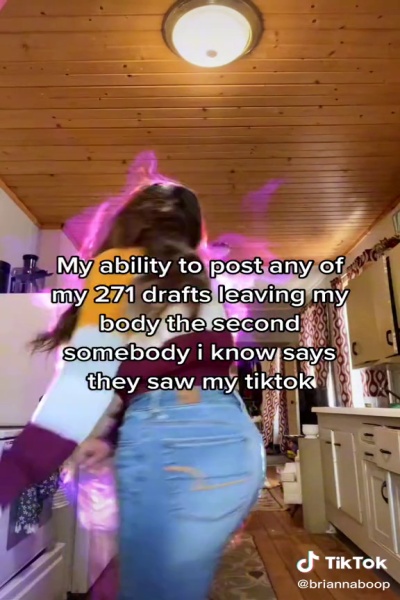 My ability to post any of
my 271 drafts leaving my
body the second
somebody i know says
they saw my tiktok
TikTok
@briannaboop